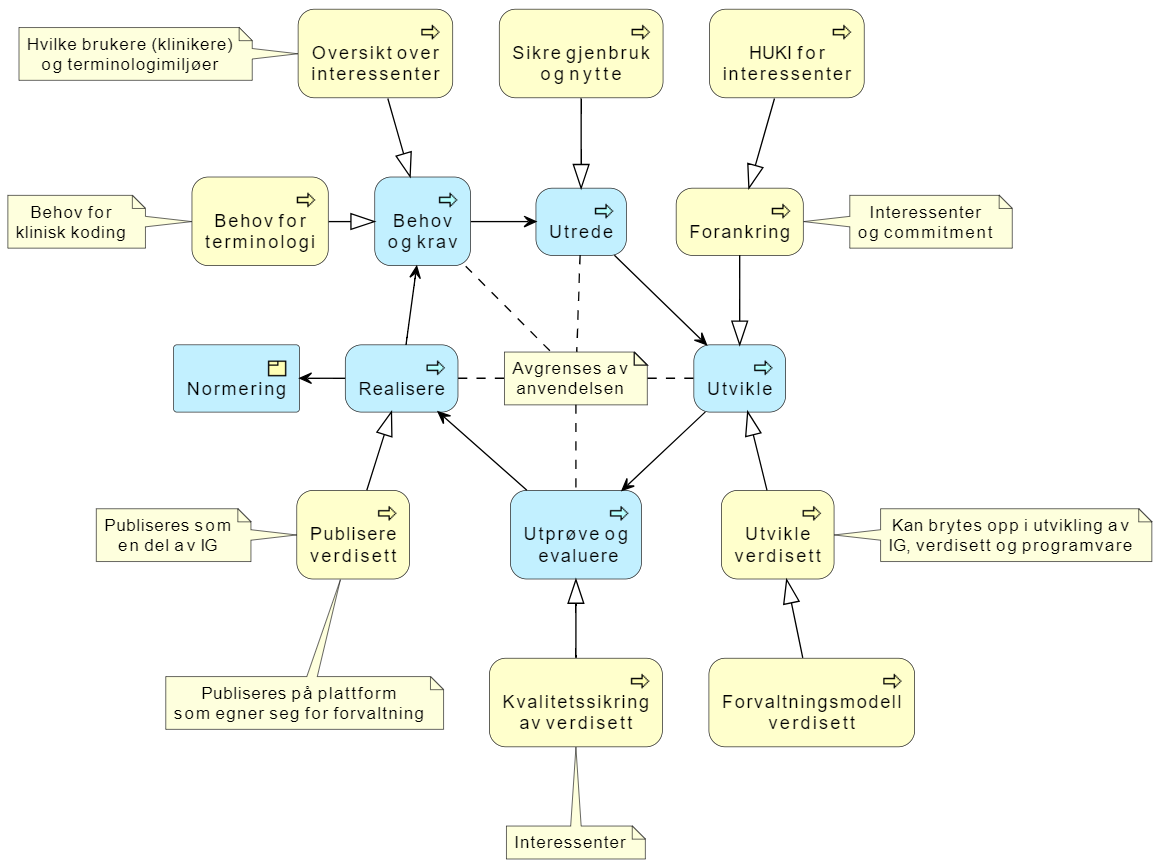 Hvilke brukere (klinikere)
og terminologimiljøer
Oversikt over
interessenter
Sikre gjenbruk
og nytte
HUKI for
interessenter
Behov for
klinisk koding
Behov for
terminologi
Behov
og krav
Utrede
Forankring
Interessenter
og commitment
Normering
Realisere
Avgrenses av
anvendelsen
Utvikle
Publiseres som
en del av IG
Publisere
verdisett
Utprøve og
evaluere
Utvikle
verdisett
Kan brytes opp i utvikling av
IG, verdisett og programvare
Publiseres på plattform
som egner seg for forvaltning
Kvalitetssikring
av verdisett
Forvaltningsmodell
verdisett
Interessenter